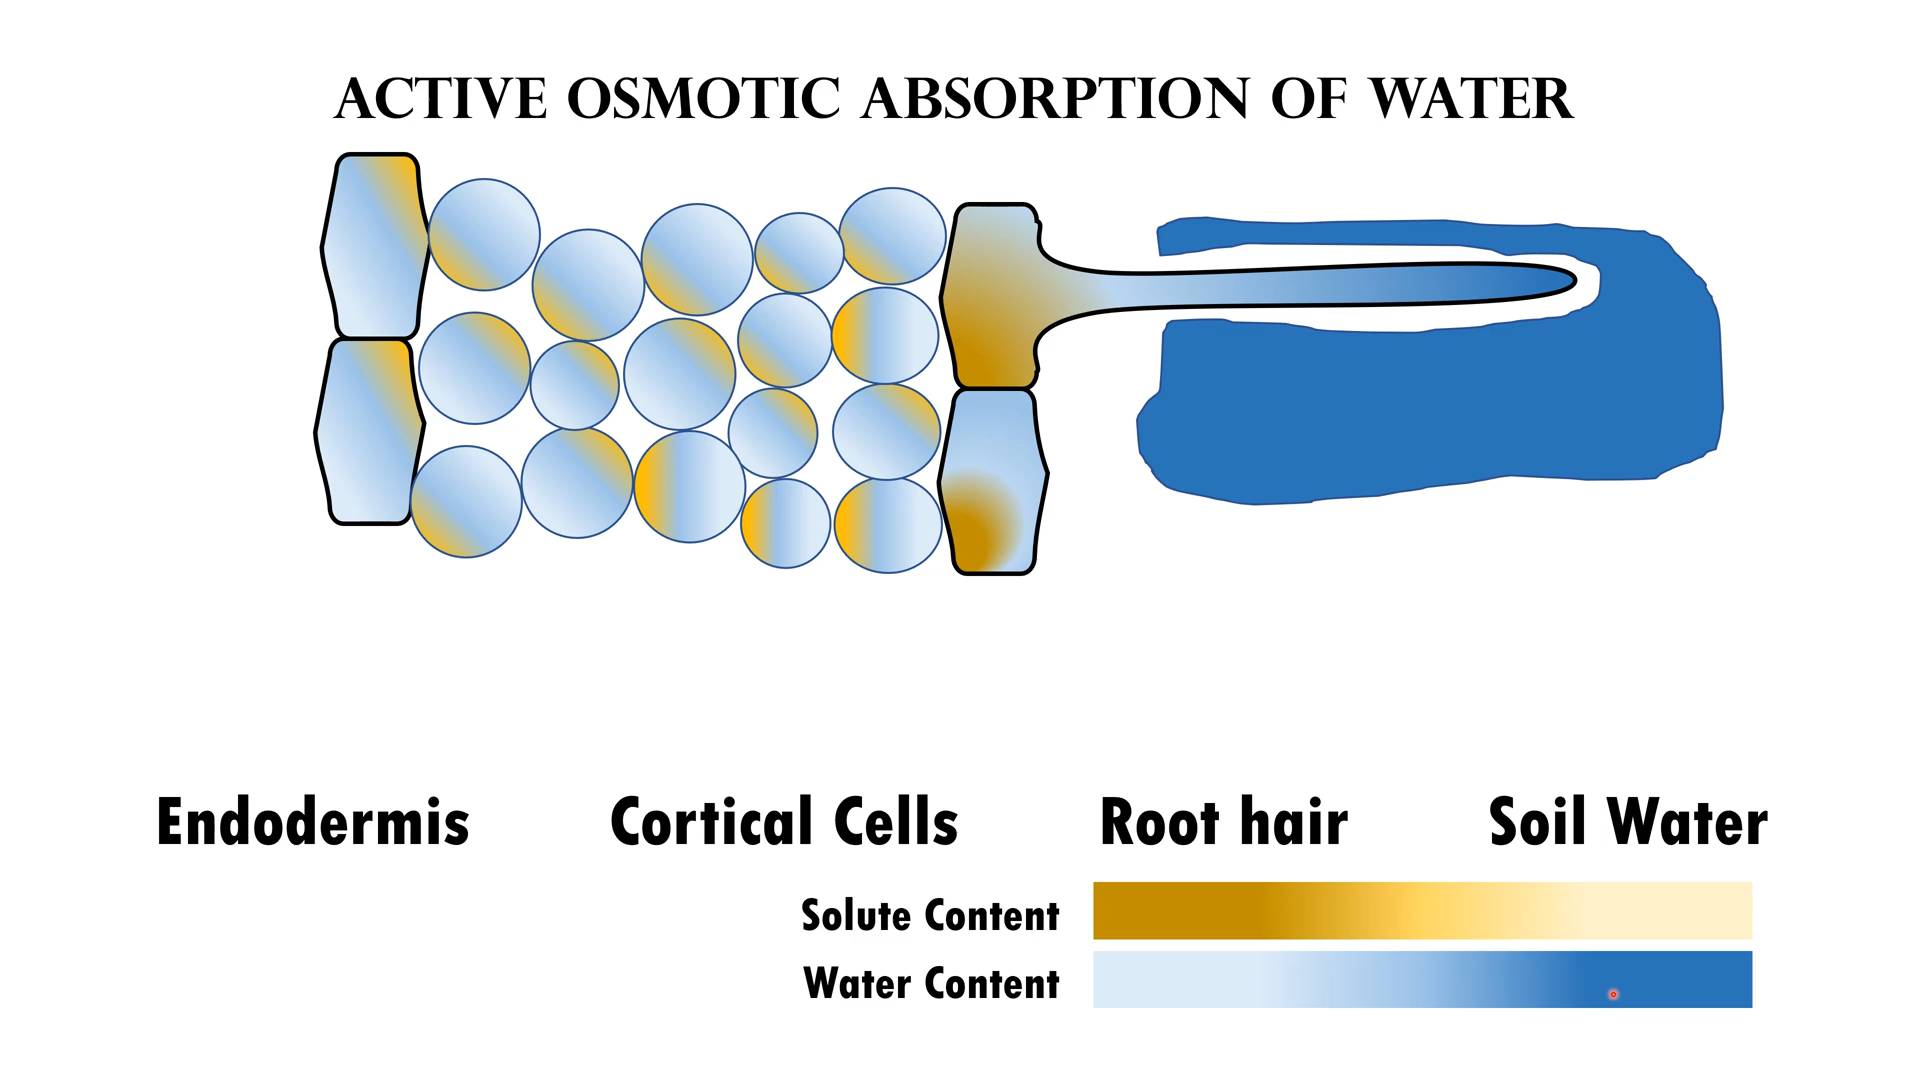 ACTIVE OSMOTIC ABSORPTION OF WATER
Endodermis Cortical Cells Root hair Soil Water
Solute Content
Water Content